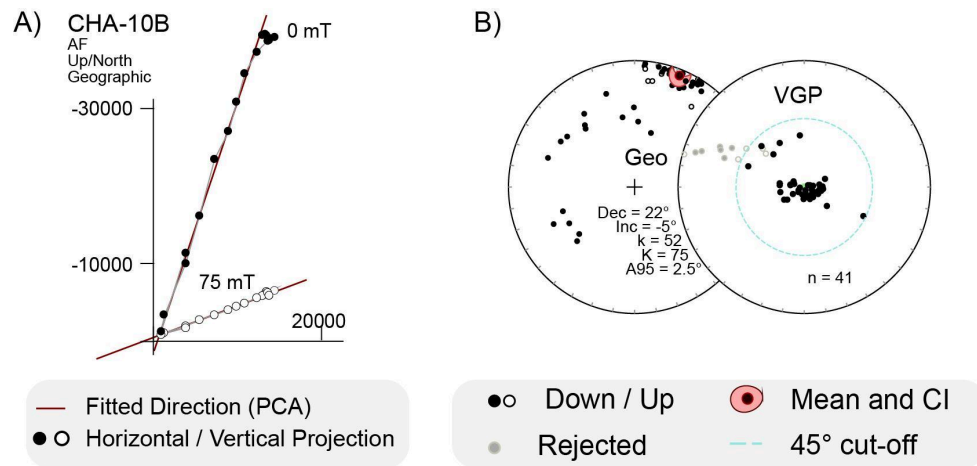 A)
CHA-10B
AF
Up/North
Geographic
0 mT
-30000
-10000
75 mT
20000
Fitted Direction (PCA)
Horizontal / Vertical Projection
B)
VGP
Geo
Dec = 22°
Inc = -5°
k = 52
K = 75
A95 = 2.5°
n = 41
Down / Up
Mean and CI
Rejected
45° cut-off